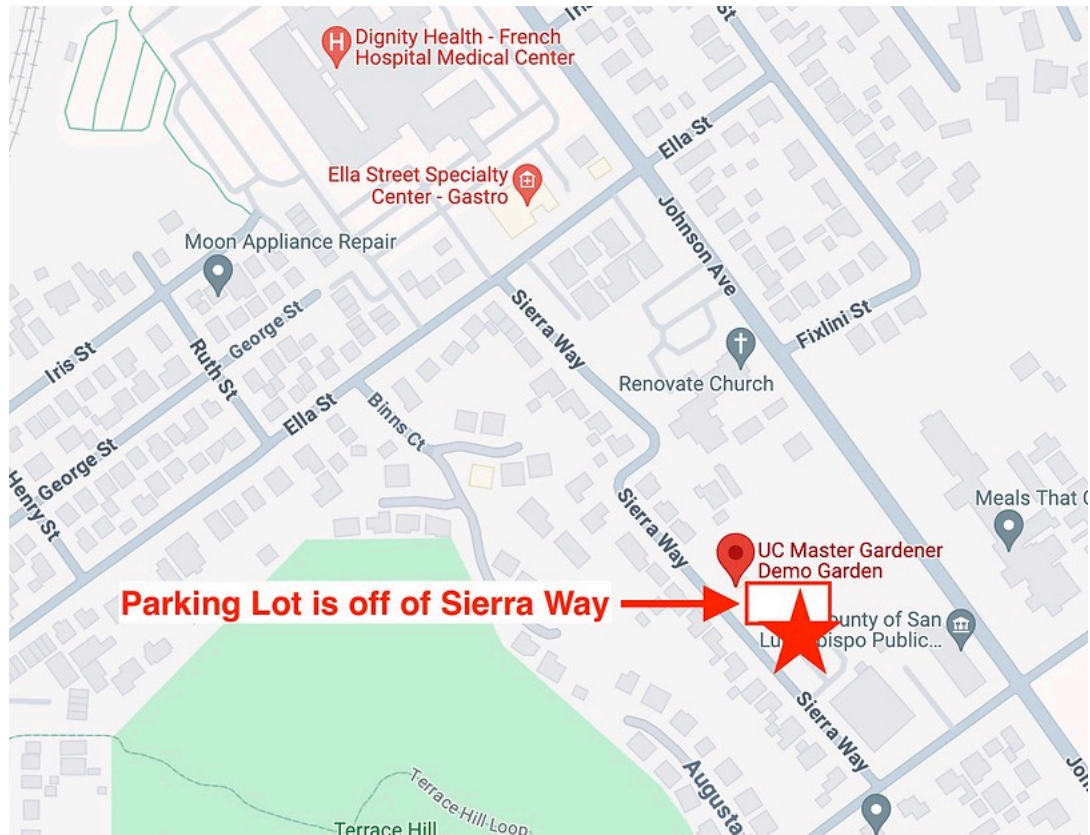 Dignity Health - French
Hospital Medical Center
Ella St
Ella Street Specialty
Center - Gastro
Johnson Ave
Moon Appliance Repair
Sierra Way
George St
Fixlini St
Iris St
Ruth St
Renovate Church
Ella St
Binns Ct
George St
Henry St
Sierra Way
Meals That
UC Master Gardener
Demo Garden
Parking Lot is off of Sierra Way
ounty of San
Lu bispo Public...
Sierra Way
Augusta
Terrace Hill Loop
Terrace Hill